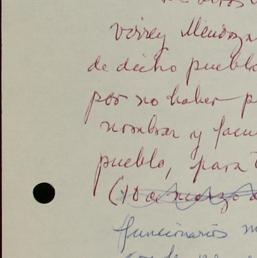 virrey Mendoza
de dicho pueblo
por no haber p
nombrar y facu
pueblo, para
funcionarios m